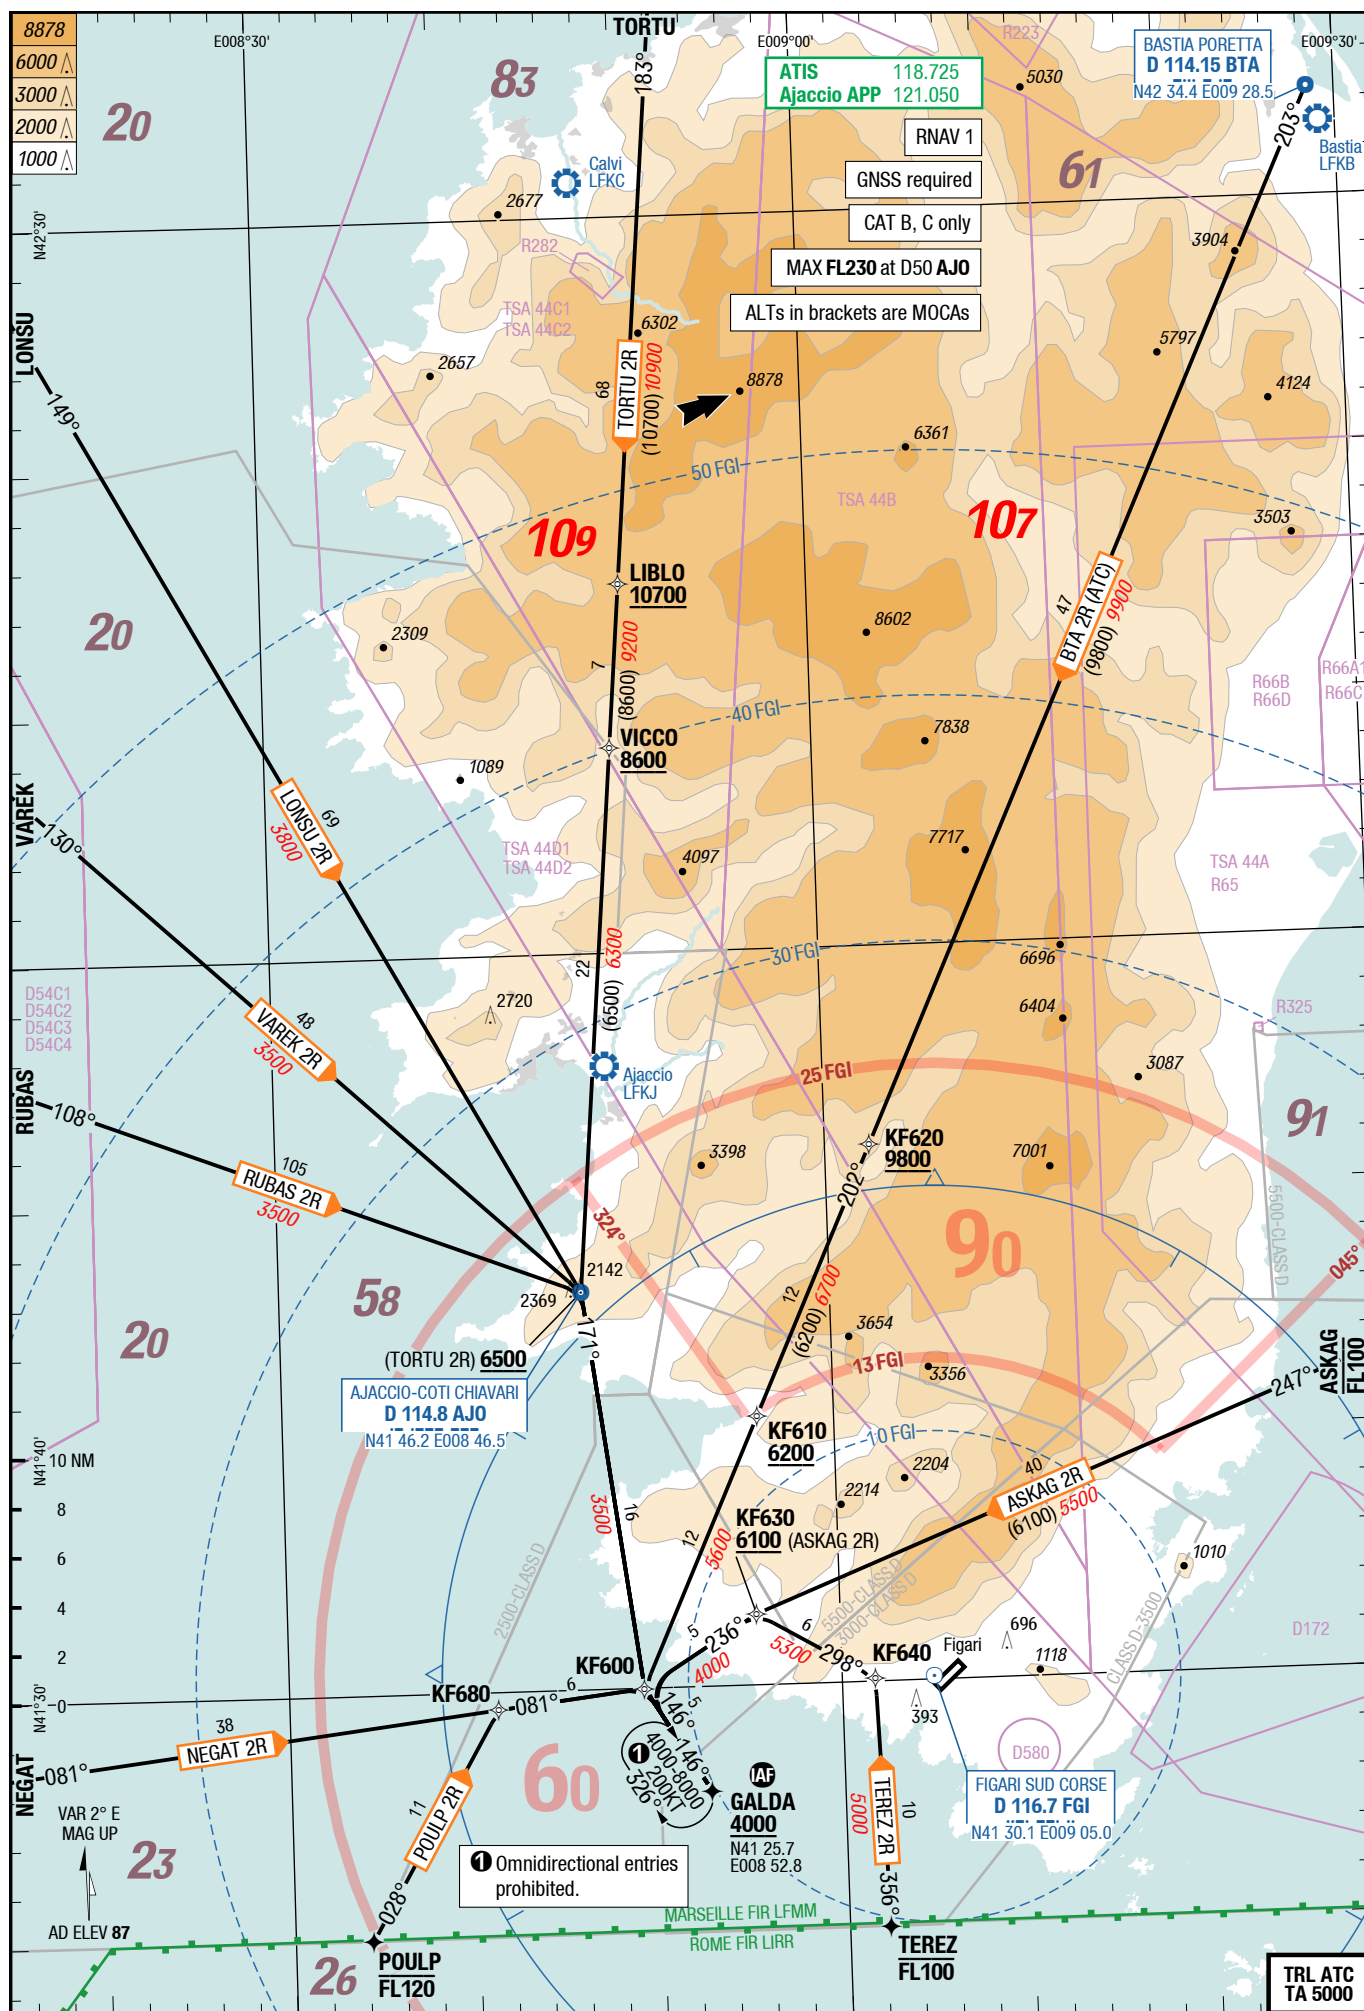 8878
6000
3000
2000
1000
E008°30'
TORTU
183°
E009°00'
R223
E009°30'
83
20
ATIS 118.725
Ajaccio APP 121.050
5030
BASTIA PORETTA
D 114.15 BTA
N42 34.4 E009 28.5
203°
Bastia
LFKB
RNAV 1
GNSS required
CAT B, C only
MAX FL230 at D50 AJO
ALTs in brackets are MOCAs
61
Calvi
LFKC
2677
N42°30'
R282
3904
TSA 44C1
TSA 44C2
6302
LONSU
149°
2657
68
TORTU 2R
(10700) 10900
8878
5797
4124
6361
50 FGI
TSA 44B
109
107
3503
LIBLO
10700
47
BTA 2R (ATC)
(9800) 9900
20
2309
8602
7
(8600) 9200
R66B
R66D
R66A1
R66C
40 FGI
VICCO
8600
7838
1089
VAREK
130°
LONSU 2R
69
3800
TSA 44D1
TSA 44D2
4097
7717
TSA 44A
R65
30 FGI
22
(6500) 6300
6696
D54C1
D54C2
D54C3
D54C4
2720
VAREK 2R
48
3500
6404
R325
Ajaccio
LFKJ
25 FGI
3087
RUBAS
108°
KF620
9800
91
3398
7001
105
RUBAS 2R
3500
202°
324°
90
5500-CLASS D
045°
2142
2369
58
20
171°
12
(6200) 6700
3654
(TORTU 2R) 6500
13 FGI
3356
ASKAG
FL100
247°
AJACCIO-COTI CHIAVARI
D 114.8 AJO
N41 46.2 E008 46.5
KF610
6200
10 FGI
N41°40'
10 NM
8
6
4
2
0
2204
2214
40
ASKAG 2R
(6100) 5500
3500
16
12
5600
KF630
6100 (ASKAG 2R)
2500-CLASS D
5500-CLASS D
3000-CLASS D
1010
CLASS D-3500
D172
5
236°
4000
6
5300
298°
696
KF640
Figari
1118
KF600
KF680
081°
6
N41°30'
393
146°
5
146°
38
NEGAT 2R
NEGAT
081°
60
1
4000-8000
200KT
326°
IAF
GALDA
4000
N41 25.7
E008 52.8
D580
FIGARI SUD CORSE
D 116.7 FGI
N41 30.1 E009 05.0
VAR 2° E
MAG UP
11
POULP 2R
10
TEREZ 2R
5000
23
1 Omnidirectional entries
prohibited.
028°
356°
AD ELEV 87
MARSEILLE FIR LFMM
ROME FIR LIRR
26
POULP
FL120
TEREZ
FL100
TRL ATC
TA 5000